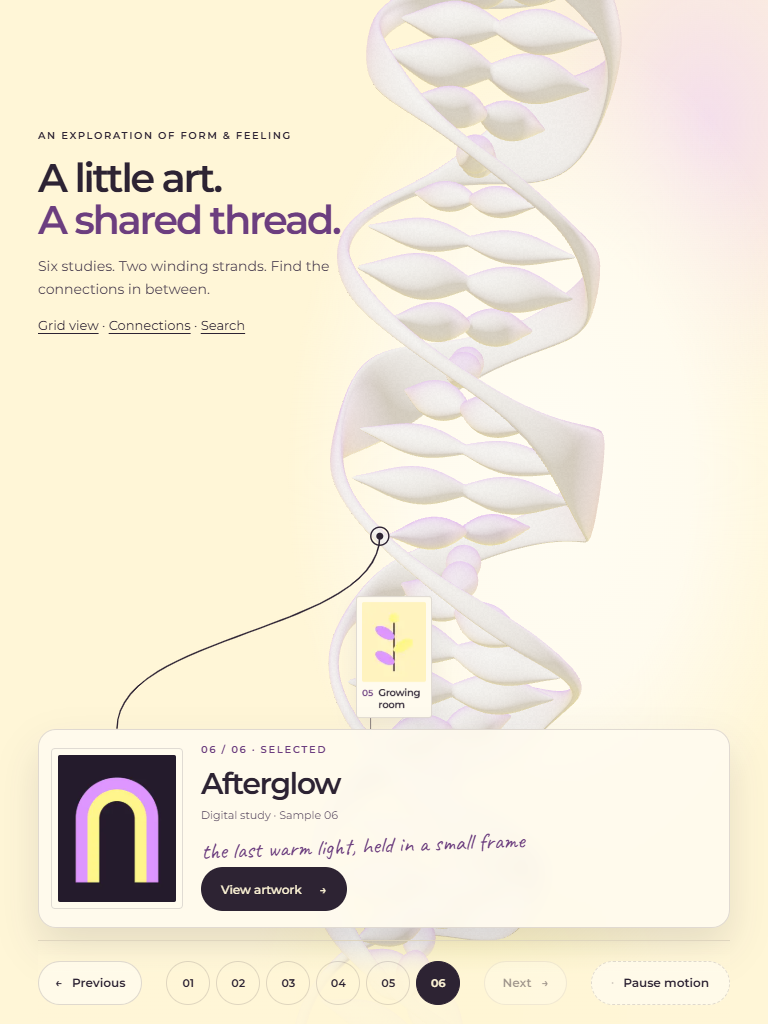 AN EXPLORATION OF FORM & FEELING
A little art.
A shared thread.
Six studies. Two winding strands. Find the
connections in between.
Grid view · Connections · Search
05 Growing
room
06 / 06 · SELECTED
Afterglow
Digital study · Sample 06
the last warm light, held in a small frame
View artwork →
← Previous 01 02 03 04 05 06 Next → Pause motion